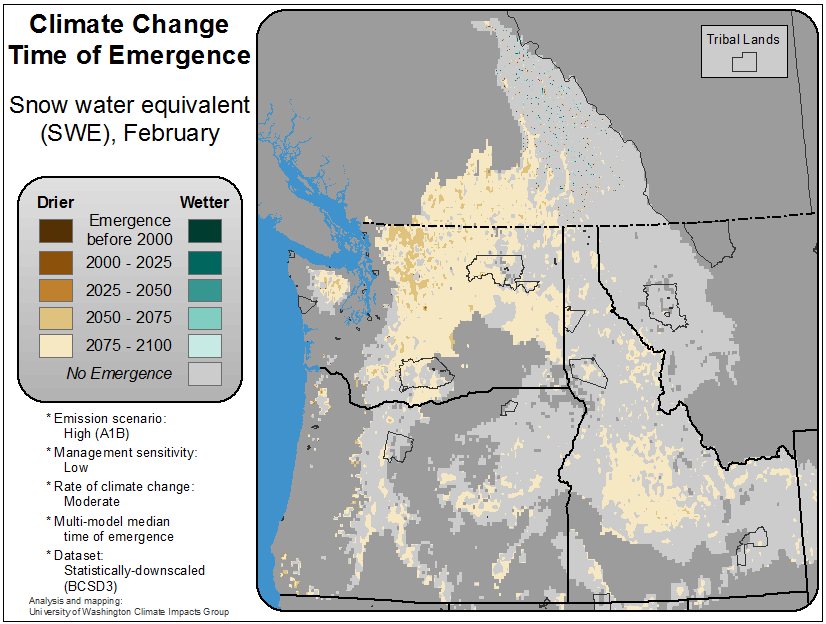 Climate Change
Time of Emergence
Snow water equivalent
(SWE), February
Drier Wetter
Emergence
before 2000
2000 - 2025
2025 - 2050
2050 - 2075
2075 - 2100
No Emergence
* Emission scenario:
High (A1B)
* Management sensitivity:
Low
* Rate of climate change:
Moderate
* Multi-model median
time of emergence
* Dataset:
Statistically-downscaled
(BCSD3)
Analysis and mapping:
University of Washington Climate Impacts Group
Tribal Lands